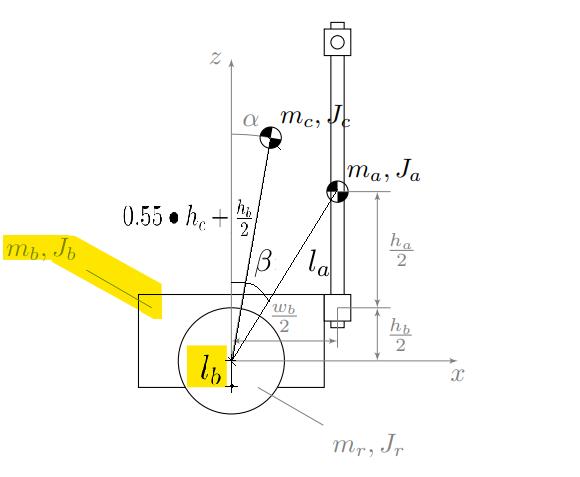 z
α
m_c, J_c
m_a, J_a
0.55 • h_c + h_b/2
m_b, J_b
β
l_a
h_a/2
w_b/2
h_b/2
l_b
x
m_r, J_r